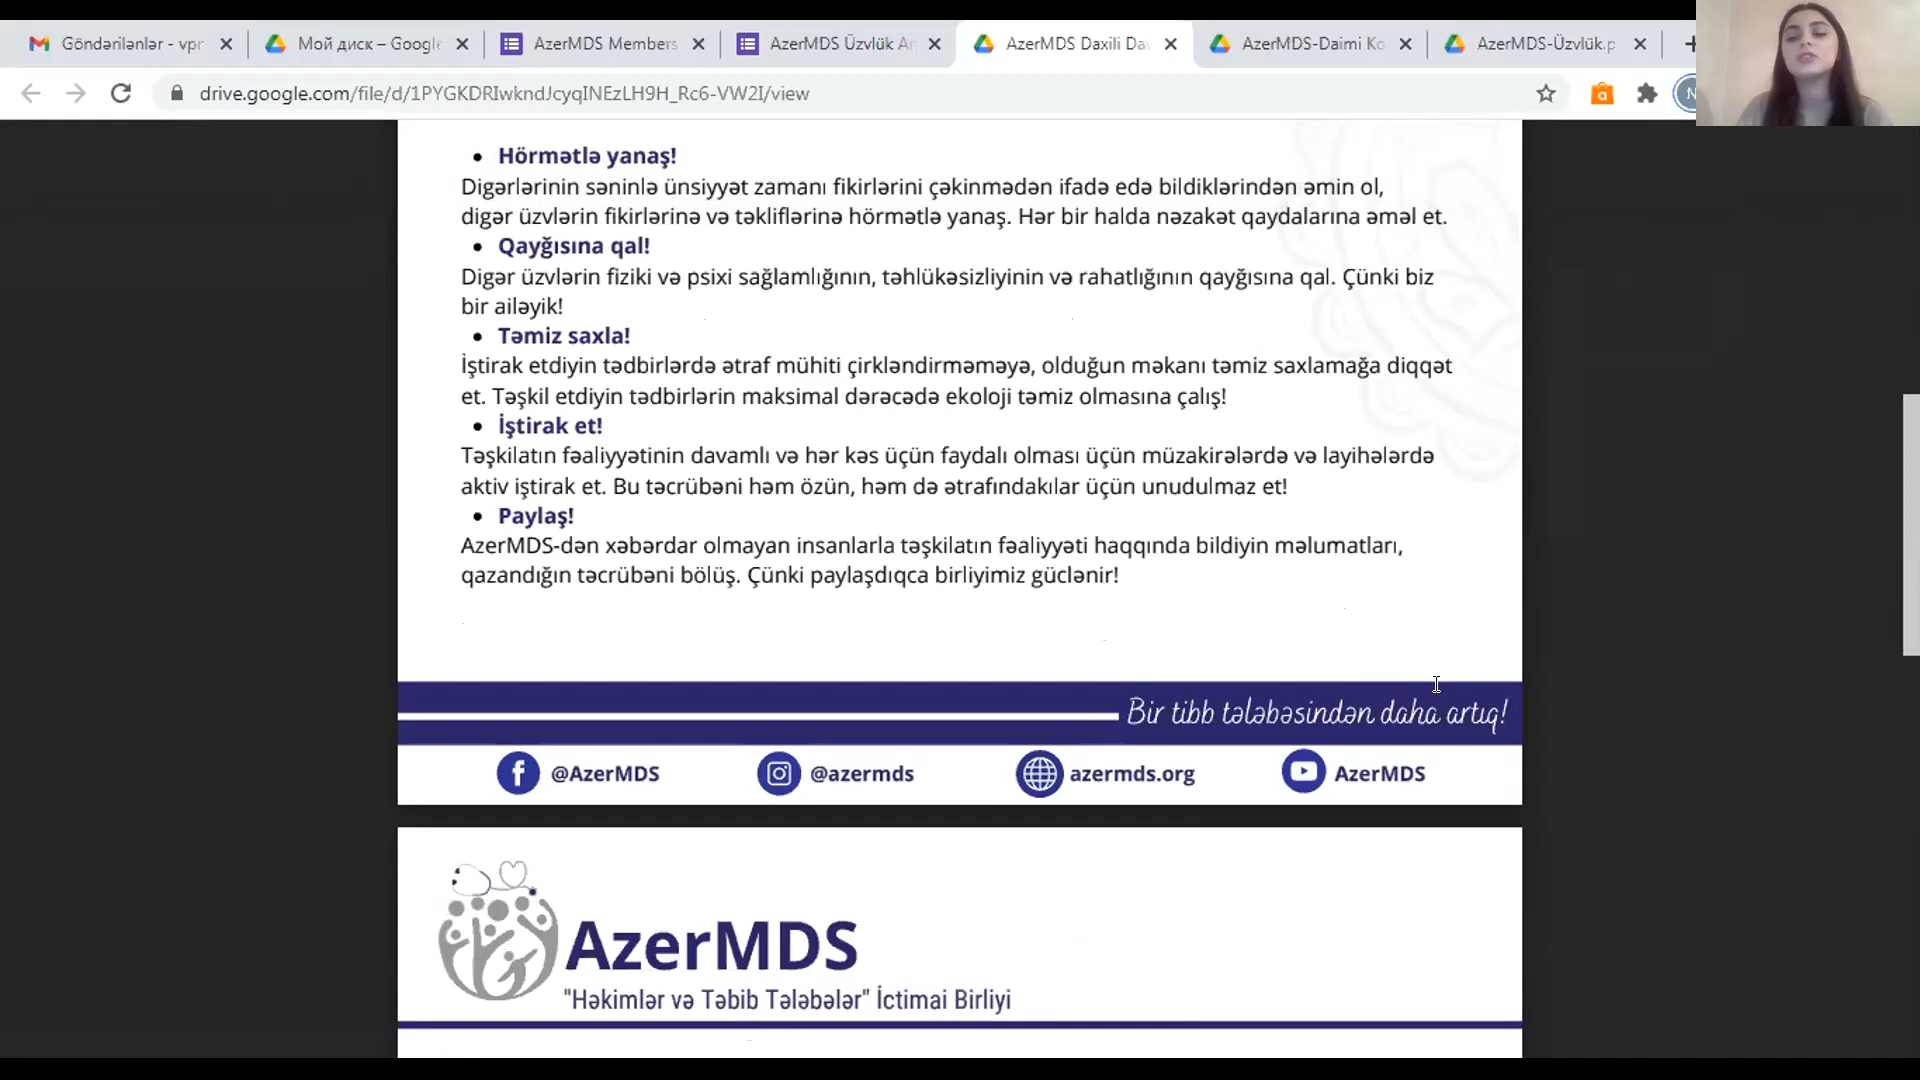 Göndərilənlər - vpr
Мой диск – Google
AzerMDS Members
AzerMDS Üzvlük An
AzerMDS Daxili Da
AzerMDS-Daimi Ko
AzerMDS-Üzvlük.p
drive.google.com/file/d/1PYGKDRIwkndJcyqINEzLH9H_Rc6-VW2I/view
N
• Hörmətlə yanaş!
Digərlərinin səninlə ünsiyyət zamanı fikirlərini çəkinmədən ifadə edə bildiklərindən əmin ol,
digər üzvlərin fikirlərinə və təkliflərinə hörmətlə yanaş. Hər bir halda nəzakət qaydalarına əməl et.
• Qayğısına qal!
Digər üzvlərin fiziki və psixi sağlamlığının, təhlükəsizliyinin və rahatlığının qayğısına qal. Çünki biz
bir ailəyik!
• Təmiz saxla!
İştirak etdiyin tədbirlərdə ətraf mühiti çirkləndirməməyə, olduğun məkanı təmiz saxlamağa diqqət
et. Təşkil etdiyin tədbirlərin maksimal dərəcədə ekoloji təmiz olmasına çalış!
• İştirak et!
Təşkilatın fəaliyyətinin davamlı və hər kəs üçün faydalı olması üçün müzakirələrdə və layihələrdə
aktiv iştirak et. Bu təcrübəni həm özün, həm də ətrafındakılar üçün unudulmaz et!
• Paylaş!
AzerMDS-dən xəbərdar olmayan insanlarla təşkilatın fəaliyyəti haqqında bildiyin məlumatları,
qazandığın təcrübəni bölüş. Çünki paylaşdıqca birliyimiz güclənir!
Bir tibb tələbəsindən daha artıq!
@AzerMDS
@azermds
azermds.org
AzerMDS
AzerMDS
"Həkimlər və Təbib Tələbələr" İctimai Birliyi